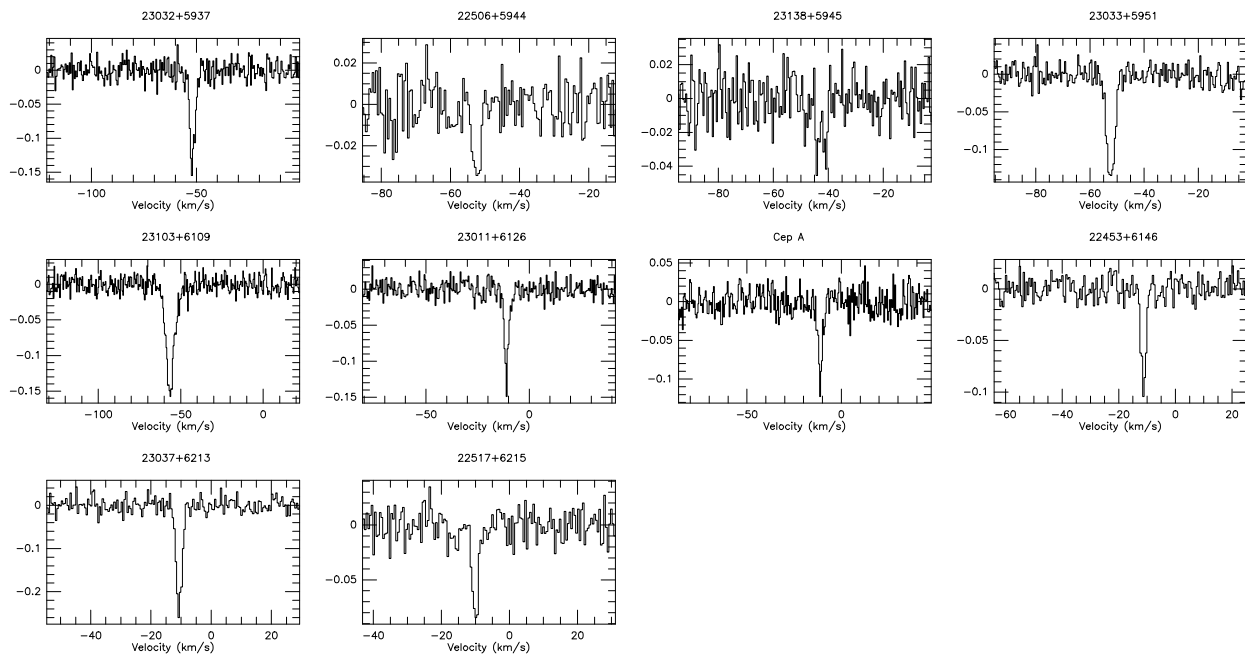 23032+5937 22506+5944 23138+5945 23033+5951
0 0.02 0.02 0
−0.05 0 0 −0.05
−0.1 −0.02 −0.02 −0.1
−0.15 −0.04
−100 −50 −80 −60 −40 −20 −80 −60 −40 −20 −80 −60 −40 −20
Velocity (km/s) Velocity (km/s) Velocity (km/s) Velocity (km/s)
23103+6109 23011+6126 Cep A 22453+6146
0 0 0.05 0
−0.05 −0.05 0 −0.05
−0.1 −0.1 −0.05 −0.1
−0.15 −0.15 −0.1
−100 −50 0 −50 0 −50 0 −60 −40 −20 0 20
Velocity (km/s) Velocity (km/s) Velocity (km/s) Velocity (km/s)
23037+6213 22517+6215
0 0
−0.1 −0.05
−0.2
−40 −20 0 20 −40 −20 0 20
Velocity (km/s) Velocity (km/s)